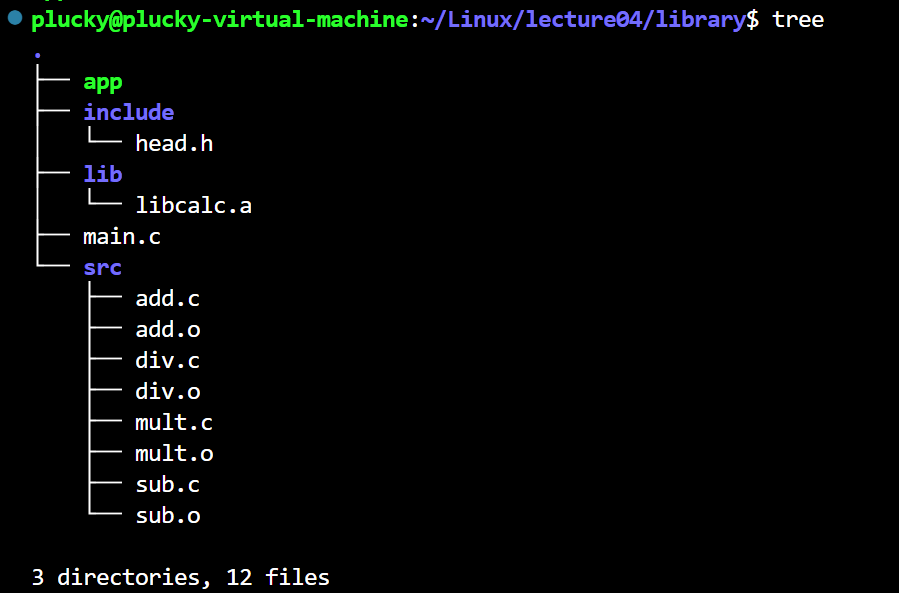 plucky@plucky-virtual-machine:~/Linux/lecture04/library$ tree
.
├── app
├── include
│   └── head.h
├── lib
│   └── libcalc.a
├── main.c
└── src
    ├── add.c
    ├── add.o
    ├── div.c
    ├── div.o
    ├── mult.c
    ├── mult.o
    ├── sub.c
    └── sub.o
3 directories, 12 files